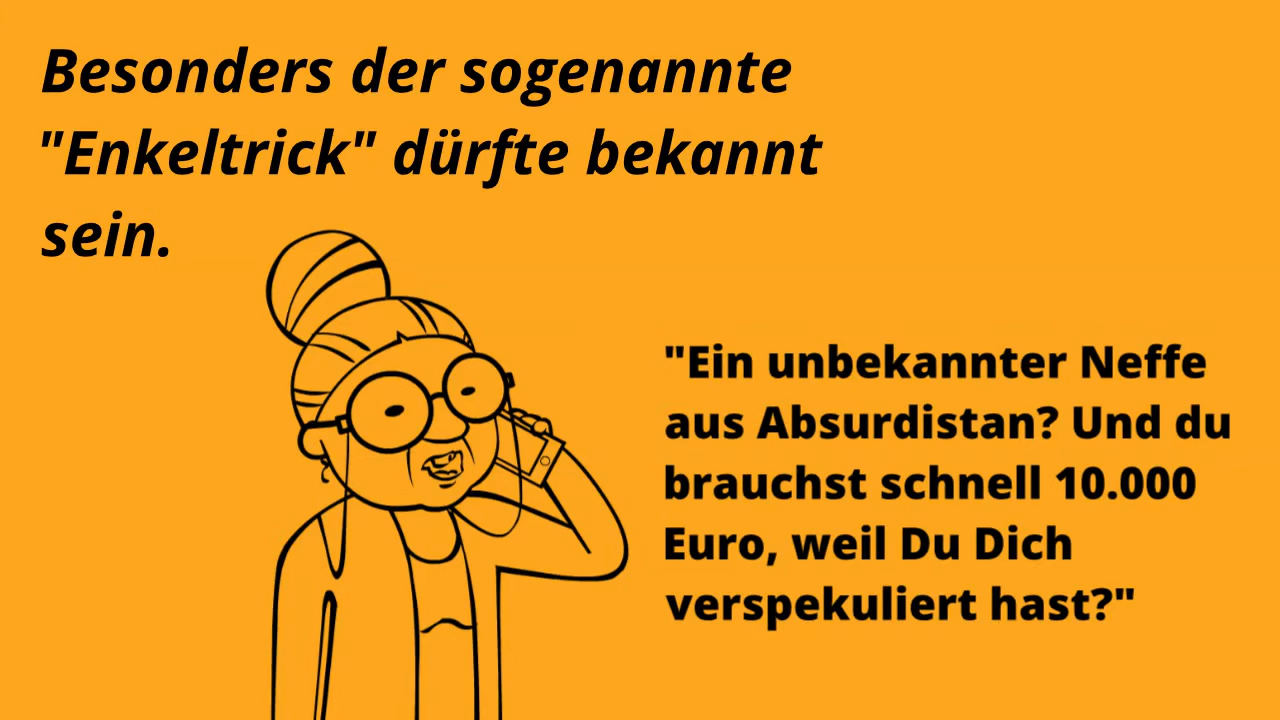 Besonders der sogenannte
"Enkeltrick" dürfte bekannt
sein.
"Ein unbekannter Neffe
aus Absurdistan? Und du
brauchst schnell 10.000
Euro, weil Du Dich
verspekuliert hast?"